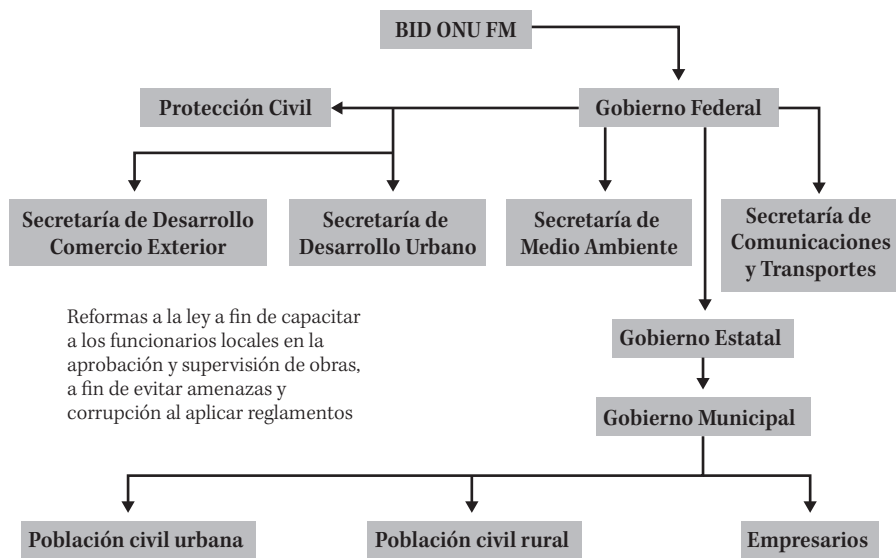 BID ONU FM
Protección Civil
Gobierno Federal
Secretaría de Desarrollo
Comercio Exterior
Secretaría de
Desarrollo Urbano
Secretaría de
Medio Ambiente
Secretaría de
Comunicaciones
y Transportes
Reformas a la ley a fin de capacitar
a los funcionarios locales en la
aprobación y supervisión de obras,
a fin de evitar amenazas y
corrupción al aplicar reglamentos
Gobierno Estatal
Gobierno Municipal
Población civil urbana
Población civil rural
Empresarios